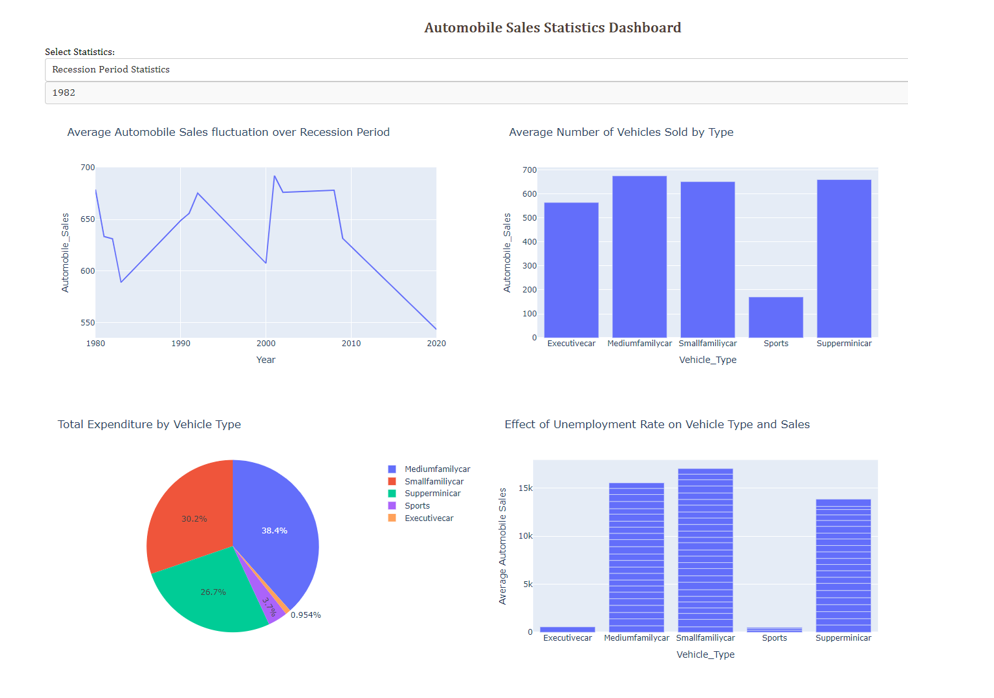 Automobile Sales Statistics Dashboard
Select Statistics:
Recession Period Statistics
1982
Average Automobile Sales fluctuation over Recession Period
700
650
600
550
Automobile_Sales
1980 1990 2000 2010 2020
Year
Average Number of Vehicles Sold by Type
700
600
500
400
300
200
100
0
Automobile_Sales
Executivecar Mediumfamilycar Smallfamiliycar Sports Supperminicar
Vehicle_Type
Total Expenditure by Vehicle Type
38.4%
30.2%
26.7%
3.7%
0.954%
Mediumfamilycar
Smallfamiliycar
Supperminicar
Sports
Executivecar
Effect of Unemployment Rate on Vehicle Type and Sales
15k
10k
5k
0
Average Automobile Sales
Executivecar Mediumfamilycar Smallfamiliycar Sports Supperminicar
Vehicle_Type